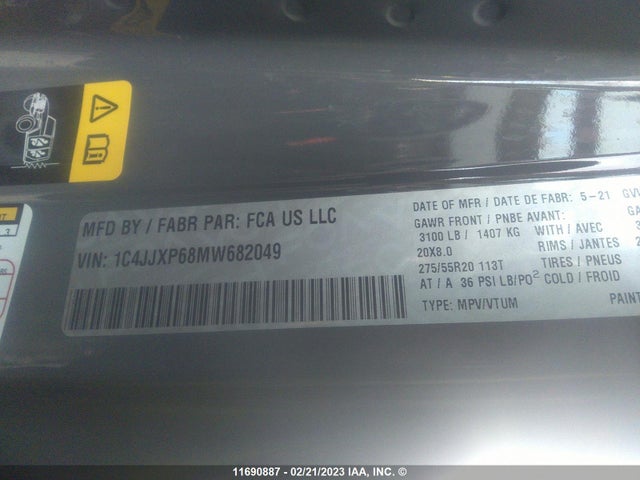 MFD BY / FABR PAR: FCA US LLC
VIN: 1C4JJXP68MW682049
DATE OF MFR / DATE DE FABR: 5-21
GAWR FRONT / PNBE AVANT:
3100 LB / 1407 KG WITH / AVEC
20X8.0 RIMS / JANTES
275/55R20 113T TIRES / PNEUS
AT / A 36 PSI LB/PO² COLD / FROID
TYPE: MPV/VTUM
PAINT
11690887 - 02/21/2023 IAA, INC. ©